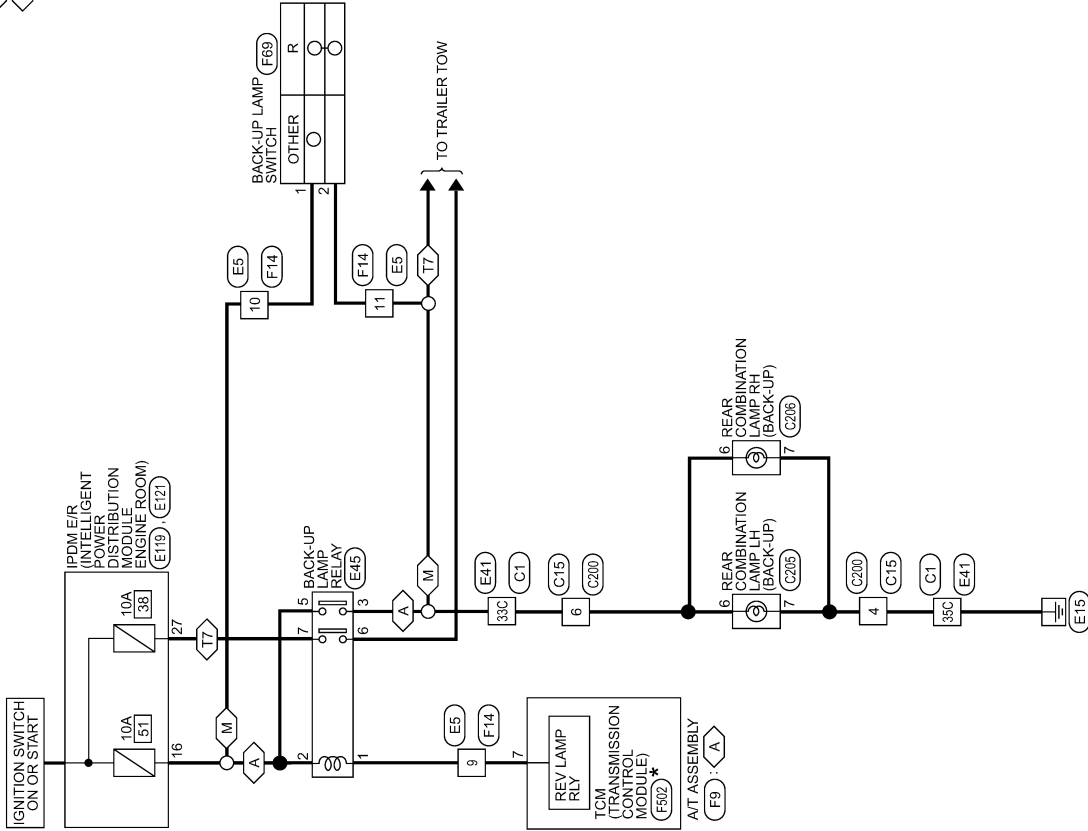 IGNITION SWITCH
ON OR START
IPDM E/R
(INTELLIGENT
POWER
DISTRIBUTION
MODULE
ENGINE ROOM)
E119 , E121
10A
51
10A
38
16
27
M
A
T7
2
7
5
BACK-UP
LAMP
RELAY
E45
1
6
3
A
M
10
E5
F14
BACK-UP LAMP
SWITCH
F69
OTHER
R
1
2
11
F14
E5
T7
TO TRAILER TOW
9
E5
F14
7
REV LAMP
RLY
TCM
(TRANSMISSION
CONTROL
MODULE)
F502 *
A/T ASSEMBLY
F9 : A
33C
E41
C1
6
C15
C200
6
REAR
COMBINATION
LAMP LH
(BACK-UP)
C205
7
6
REAR
COMBINATION
LAMP RH
(BACK-UP)
C206
7
4
C200
C15
35C
C1
E41
E15